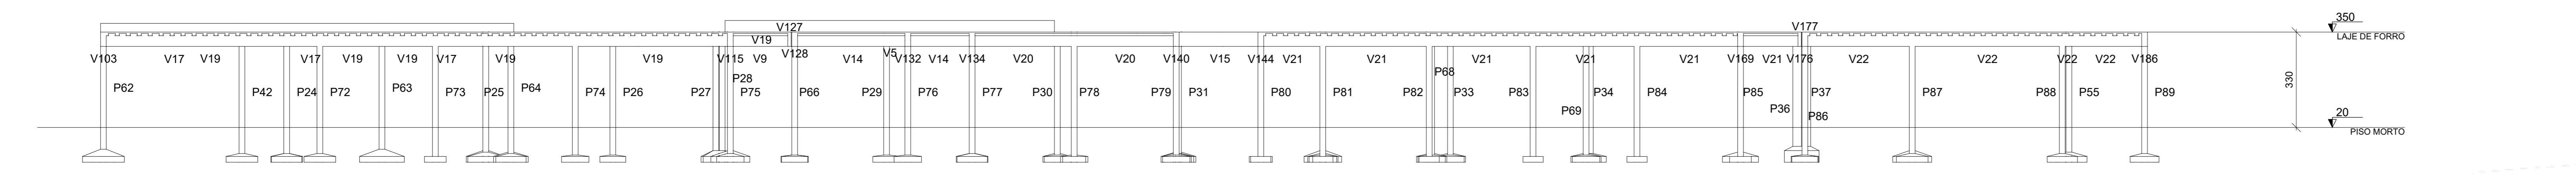 V127
V177
350
V19
LAJE DE FORRO
V103 V17 V19 V17 V19 V19 V17 V19 V19 V115 V9 V128 V14 V5 V132 V14 V134 V20 V20 V140 V15 V144 V21 V21 V21 V21 V21 V169 V21 V176 V22 V22 V22 V22 V186
P62 P42 P24 P72 P63 P73 P25 P64 P74 P26 P27 P28 P75 P66 P29 P76 P77 P30 P78 P79 P31 P80 P81 P82 P68 P33 P83 P69 P34 P84 P85 P36 P37 P86 P87 P88 P55 P89
330
20
PISO MORTO